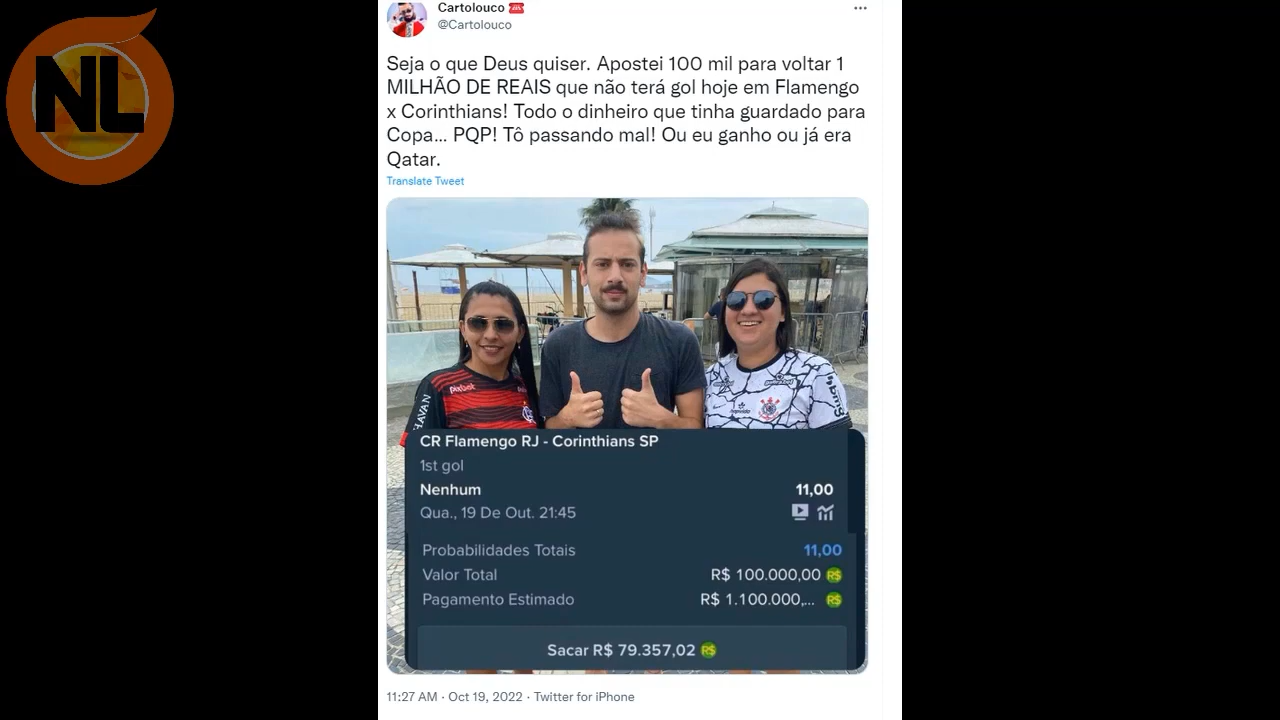 NL
Cartolouco
@Cartolouco
Seja o que Deus quiser. Apostei 100 mil para voltar 1
MILHÃO DE REAIS que não terá gol hoje em Flamengo
x Corinthians! Todo o dinheiro que tinha guardado para
Copa... PQP! Tô passando mal! Ou eu ganho ou já era
Qatar.
Translate Tweet
pixbet
HAVAN
CR Flamengo RJ - Corinthians SP
1st gol
Nenhum 11,00
Qua., 19 De Out. 21:45
Probabilidades Totais 11,00
Valor Total R$ 100.000,00 R$
Pagamento Estimado R$ 1.100.000,... R$
Sacar R$ 79.357,02 R$
11:27 AM · Oct 19, 2022 · Twitter for iPhone